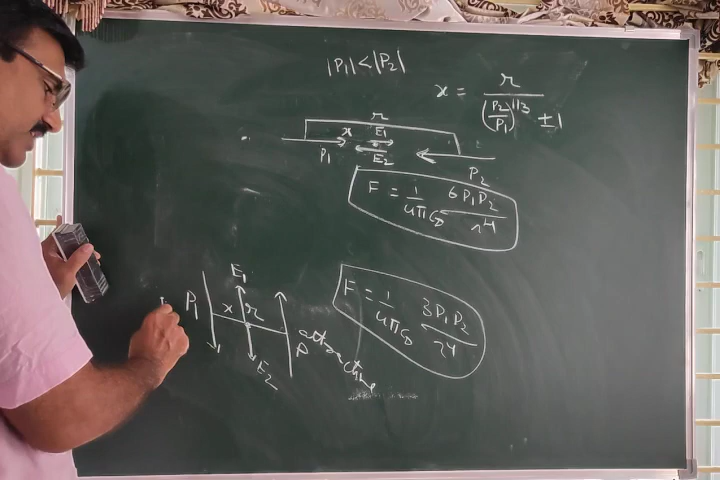 |P₁|<|P₂|
x = r / ((P₂/P₁)^1/3 ±1)
r
x E₁
P₁ E₂
P₂
F = 1/4πε₀ 6P₁P₂/r⁴
E₁
P₁ x r
E₂
attractive
F = 1/4πε₀ 3P₁P₂/r⁴